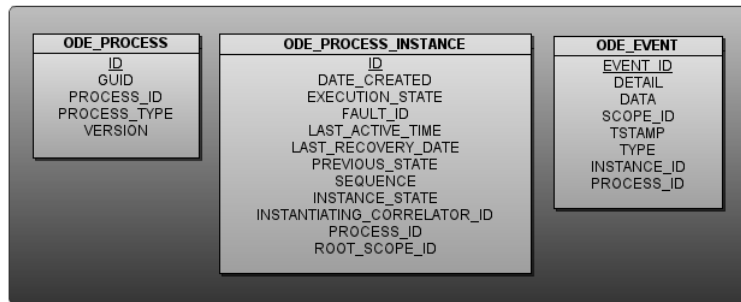 ODE_PROCESS
ID
GUID
PROCESS_ID
PROCESS_TYPE
VERSION
ODE_PROCESS_INSTANCE
ID
DATE_CREATED
EXECUTION_STATE
FAULT_ID
LAST_ACTIVE_TIME
LAST_RECOVERY_DATE
PREVIOUS_STATE
SEQUENCE
INSTANCE_STATE
INSTANTIATING_CORRELATOR_ID
PROCESS_ID
ROOT_SCOPE_ID
ODE_EVENT
EVENT_ID
DETAIL
DATA
SCOPE_ID
TSTAMP
TYPE
INSTANCE_ID
PROCESS_ID